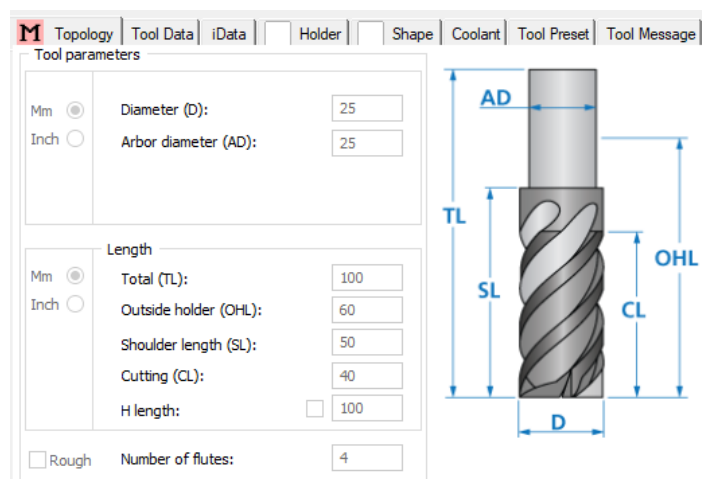 M Topology Tool Data iData Holder Shape Coolant Tool Preset Tool Message
Tool parameters
Mm
Inch
Diameter (D): 25
Arbor diameter (AD): 25
Length
Mm
Inch
Total (TL): 100
Outside holder (OHL): 60
Shoulder length (SL): 50
Cutting (CL): 40
H length: 100
Rough Number of flutes: 4
AD
TL
OHL
SL
CL
D